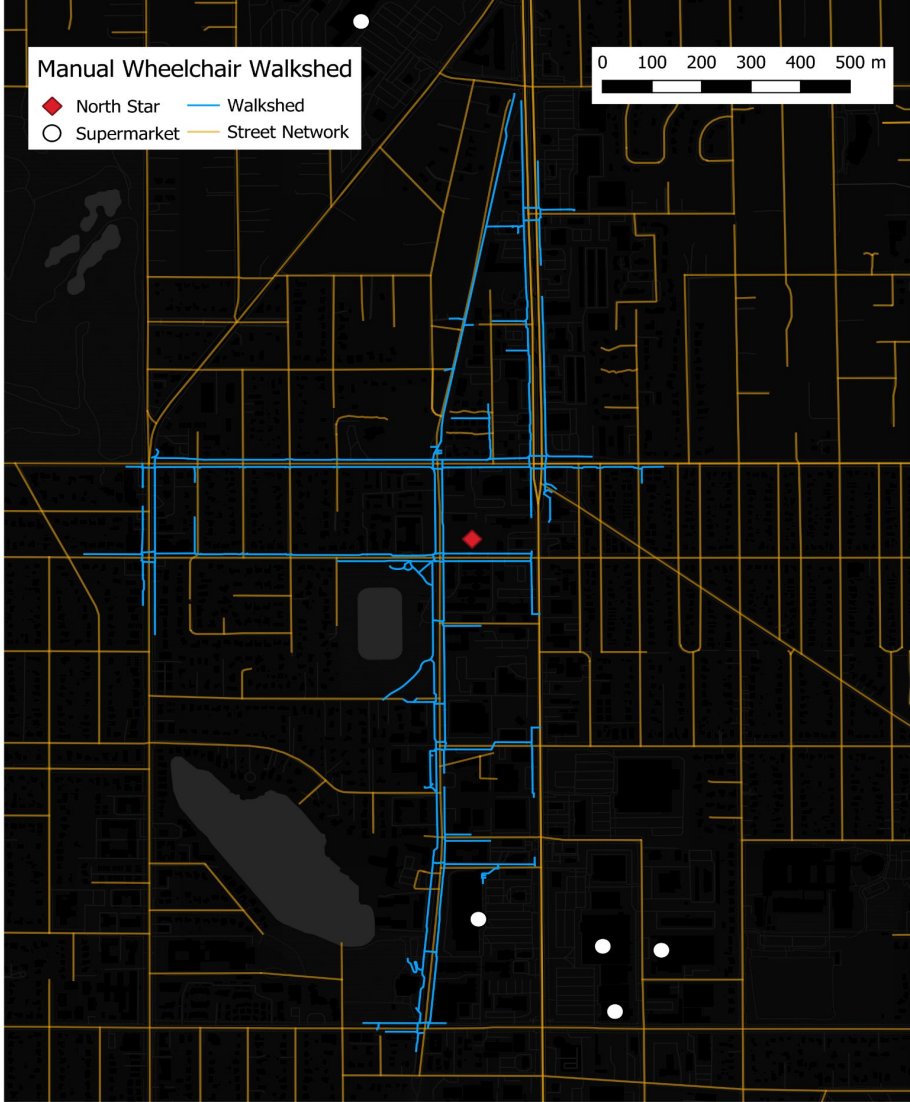 Manual Wheelchair Walkshed
North Star Walkshed
Supermarket Street Network
0 100 200 300 400 500 m